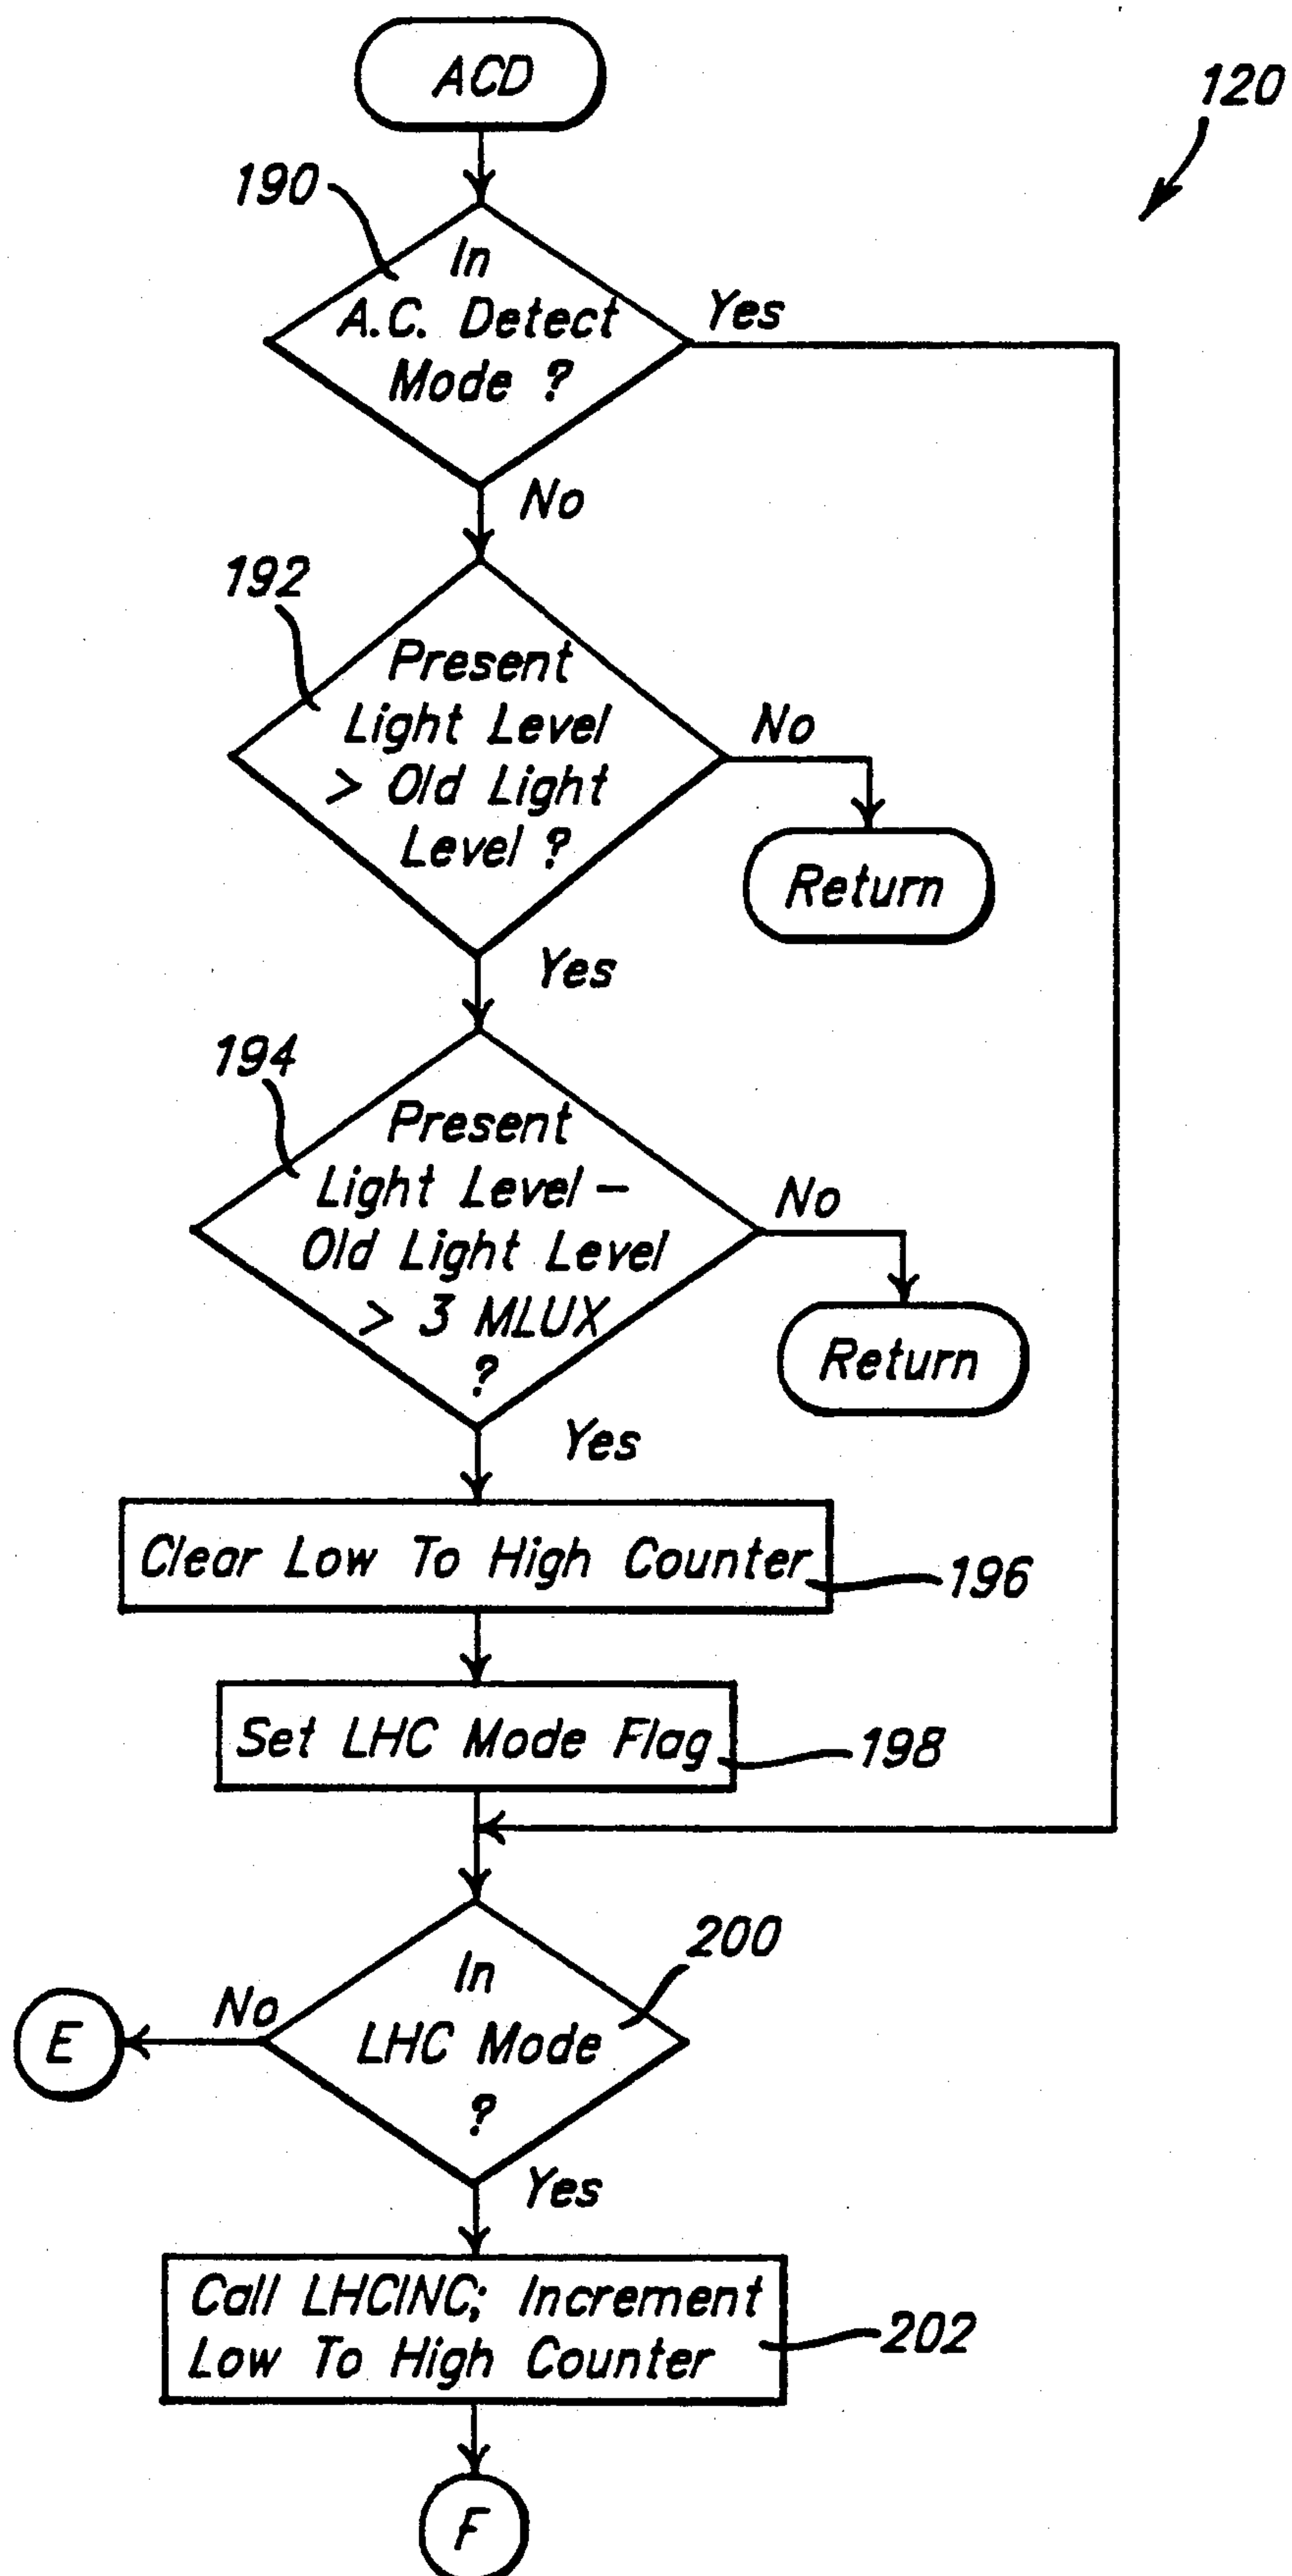 ACD
120
190
In
A.C. Detect
Mode ?
Yes
No
192
Present
Light Level
> Old Light
Level ?
No
Return
Yes
194
Present
Light Level -
Old Light Level
> 3 MLUX
?
No
Return
Yes
Clear Low To High Counter
196
Set LHC Mode Flag
198
200
In
LHC Mode
?
No
E
Yes
Call LHCINC; Increment
Low To High Counter
202
F